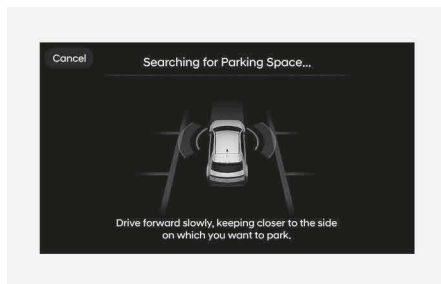 Cancel
Searching for Parking Space...
Drive forward slowly, keeping closer to the side
on which you want to park.